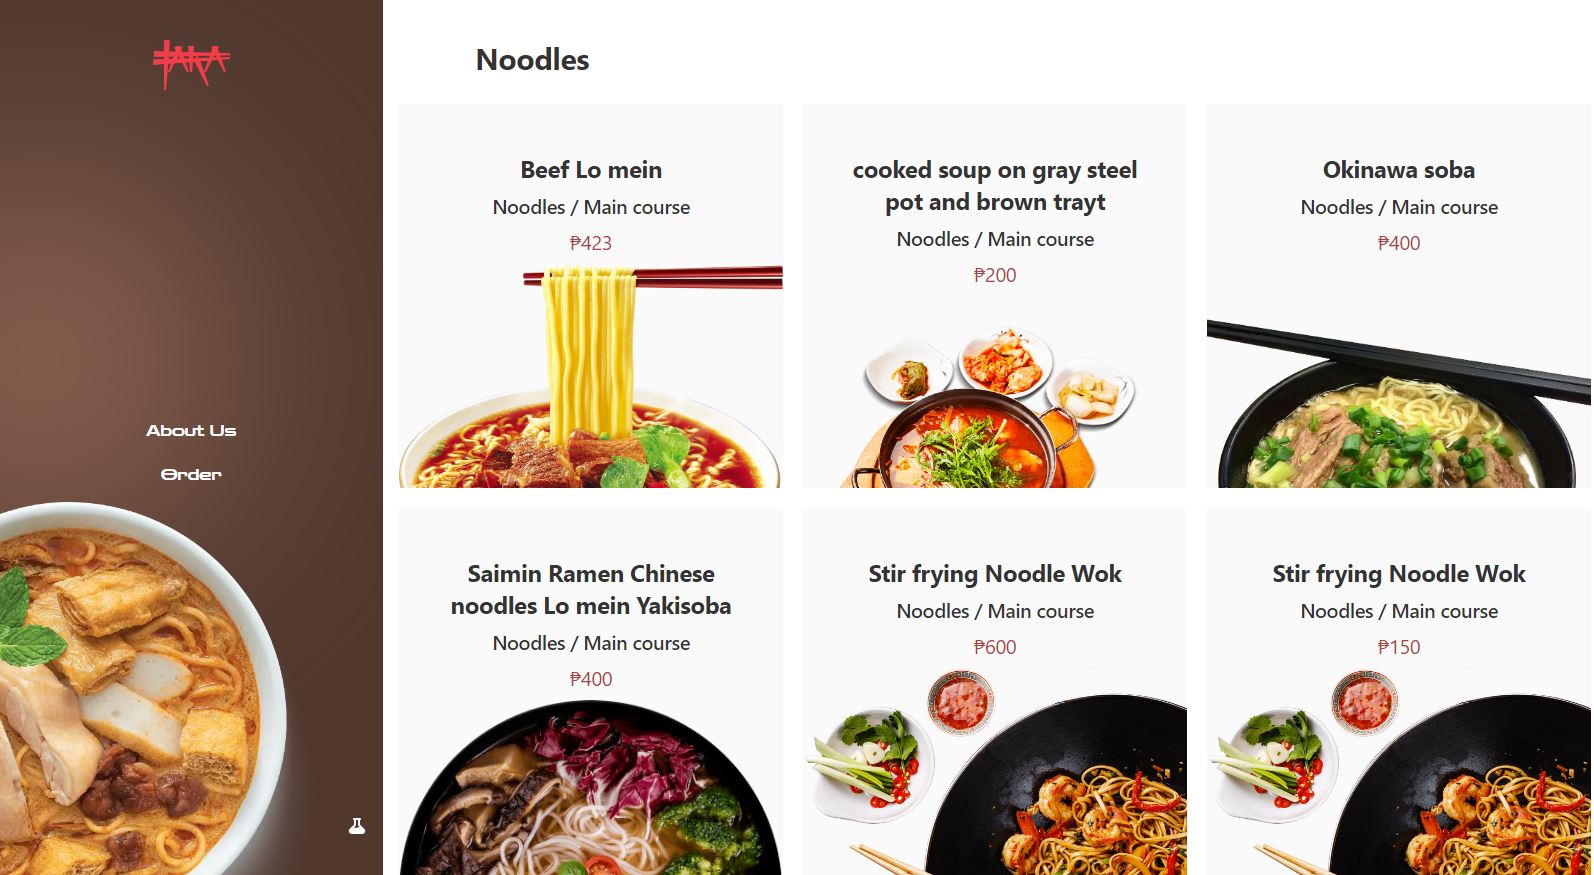 TARA
About Us
Order
Noodles
Beef Lo mein
Noodles / Main course
₱423
cooked soup on gray steel
pot and brown trayt
Noodles / Main course
₱200
Okinawa soba
Noodles / Main course
₱400
Saimin Ramen Chinese
noodles Lo mein Yakisoba
Noodles / Main course
₱400
Stir frying Noodle Wok
Noodles / Main course
₱600
Stir frying Noodle Wok
Noodles / Main course
₱150